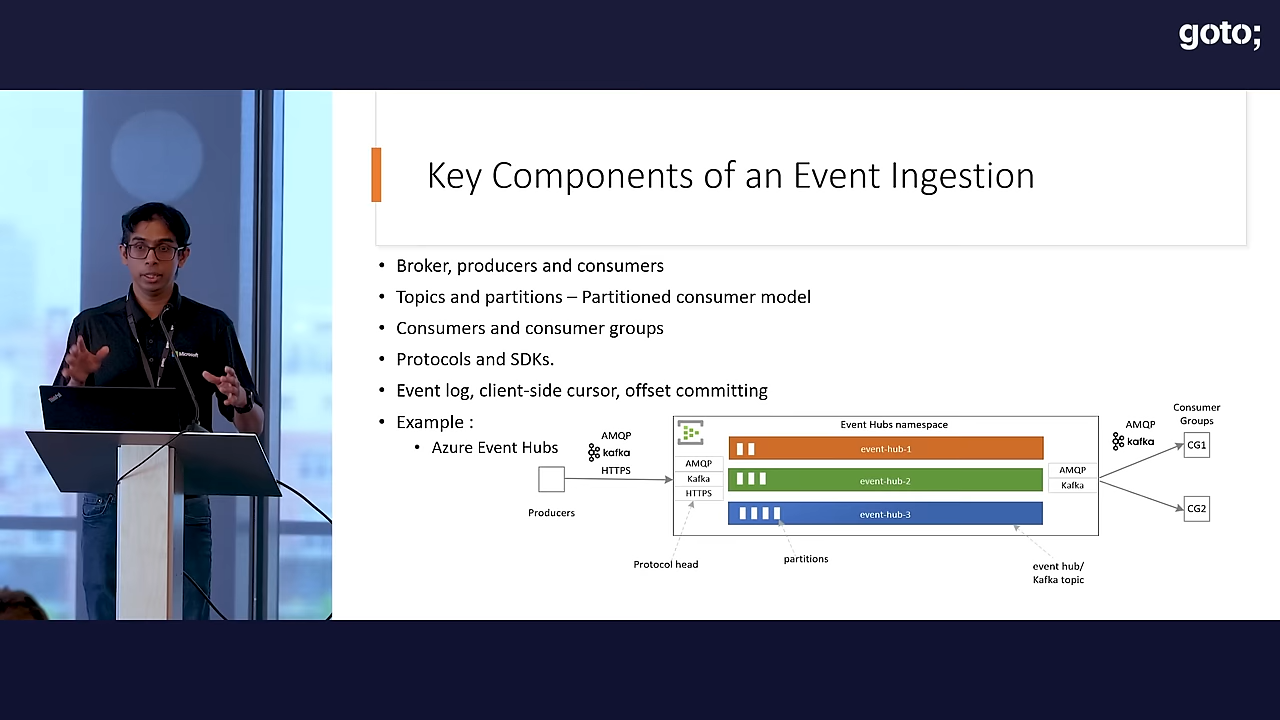 goto;
Key Components of an Event Ingestion
• Broker, producers and consumers
• Topics and partitions – Partitioned consumer model
• Consumers and consumer groups
• Protocols and SDKs.
• Event log, client-side cursor, offset committing
• Example :
• Azure Event Hubs
AMQP
kafka
HTTPS
Producers
Event Hubs namespace
AMQP
Kafka
HTTPS
event-hub-1
event-hub-2
event-hub-3
AMQP
Kafka
Protocol head
partitions
event hub/
Kafka topic
AMQP
kafka
Consumer
Groups
CG1
CG2
Microsoft
ThinkPad